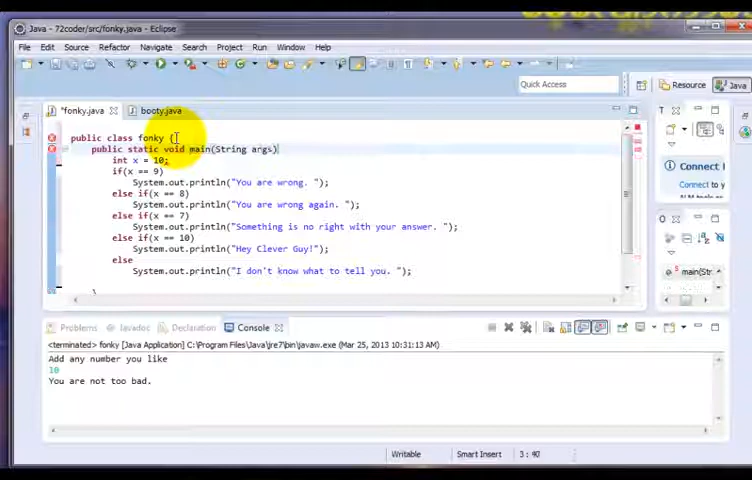 Java - 72coder/src/fonky.java - Eclipse
File Edit Source Refactor Navigate Search Project Run Window Help
Quick Access
Resource Java
*fonky.java booty.java
public class fonky {
public static void main(String args)
int x = 10;
if(x == 9)
System.out.println("You are wrong. ");
else if(x == 8)
System.out.println("You are wrong again. ");
else if(x == 7)
System.out.println("Something is no right with your answer. ");
else if(x == 10)
System.out.println("Hey Clever Guy!");
else
System.out.println("I don't know what to tell you. ");
}
T
Connect
Connect to y
O
main(Str
Problems Javadoc Declaration Console
<terminated> fonky [Java Application] C:\Program Files\Java\jre7\bin\javaw.exe (Mar 25, 2013 10:31:13 AM)
Add any number you like
10
You are not too bad.
Writable Smart Insert 3 : 40